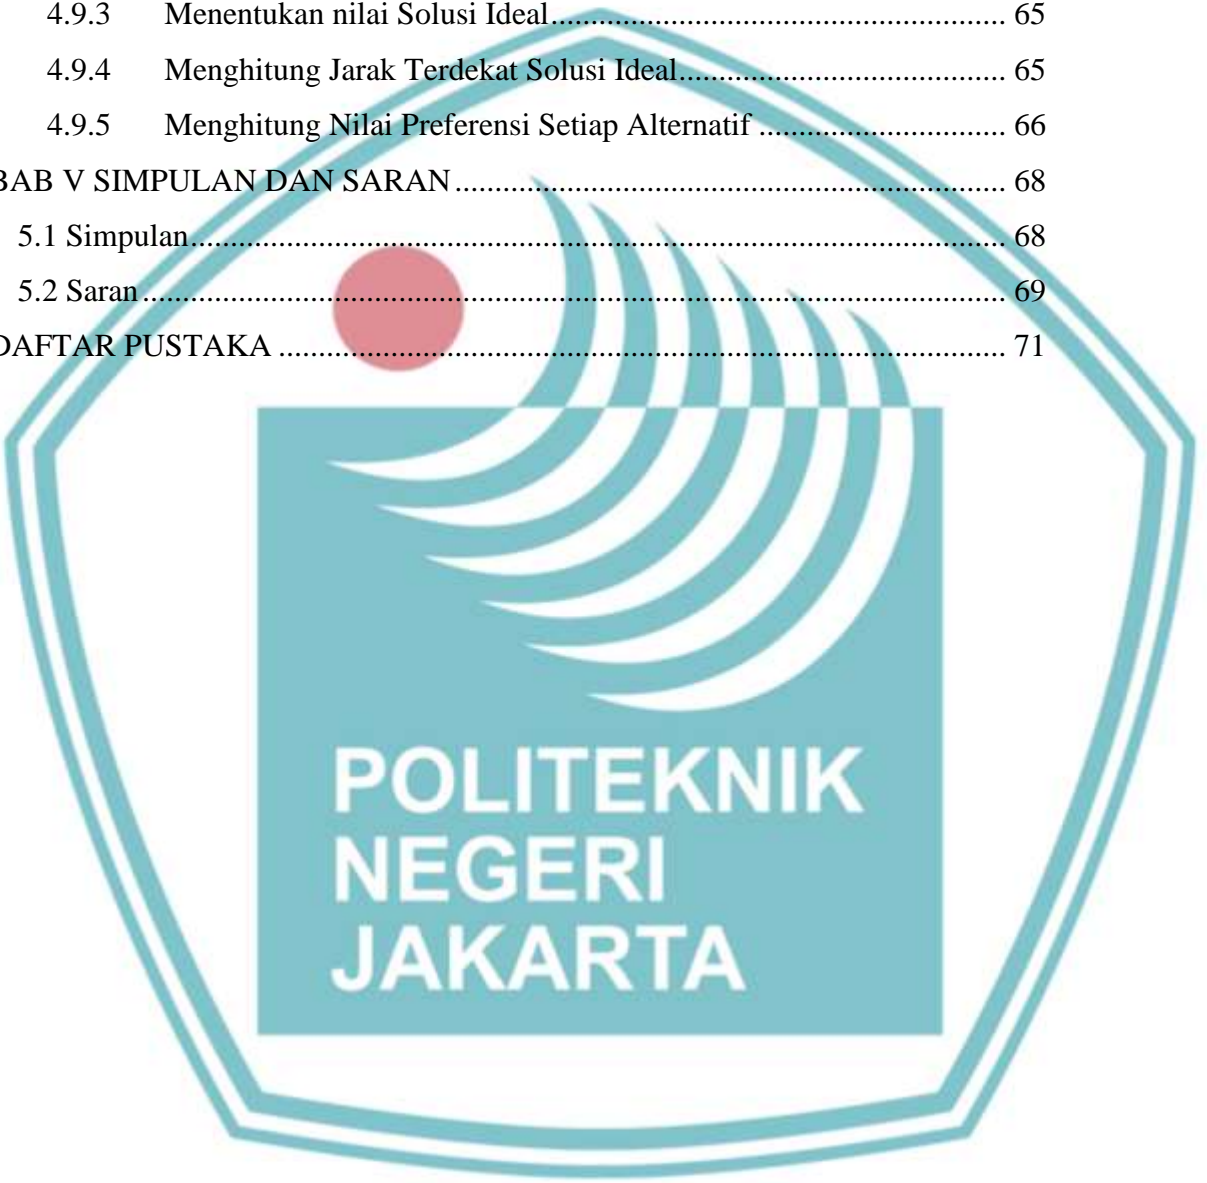 4.9.3 Menentukan nilai Solusi Ideal.......................................................... 65
4.9.4 Menghitung Jarak Terdekat Solusi Ideal......................................... 65
4.9.5 Menghitung Nilai Preferensi Setiap Alternatif ............................... 66
BAB V SIMPULAN DAN SARAN..................................................................... 68
5.1 Simpulan...................................................................................................... 68
5.2 Saran ............................................................................................................ 69
DAFTAR PUSTAKA ........................................................................................... 71
POLITEKNIK
NEGERI
JAKARTA